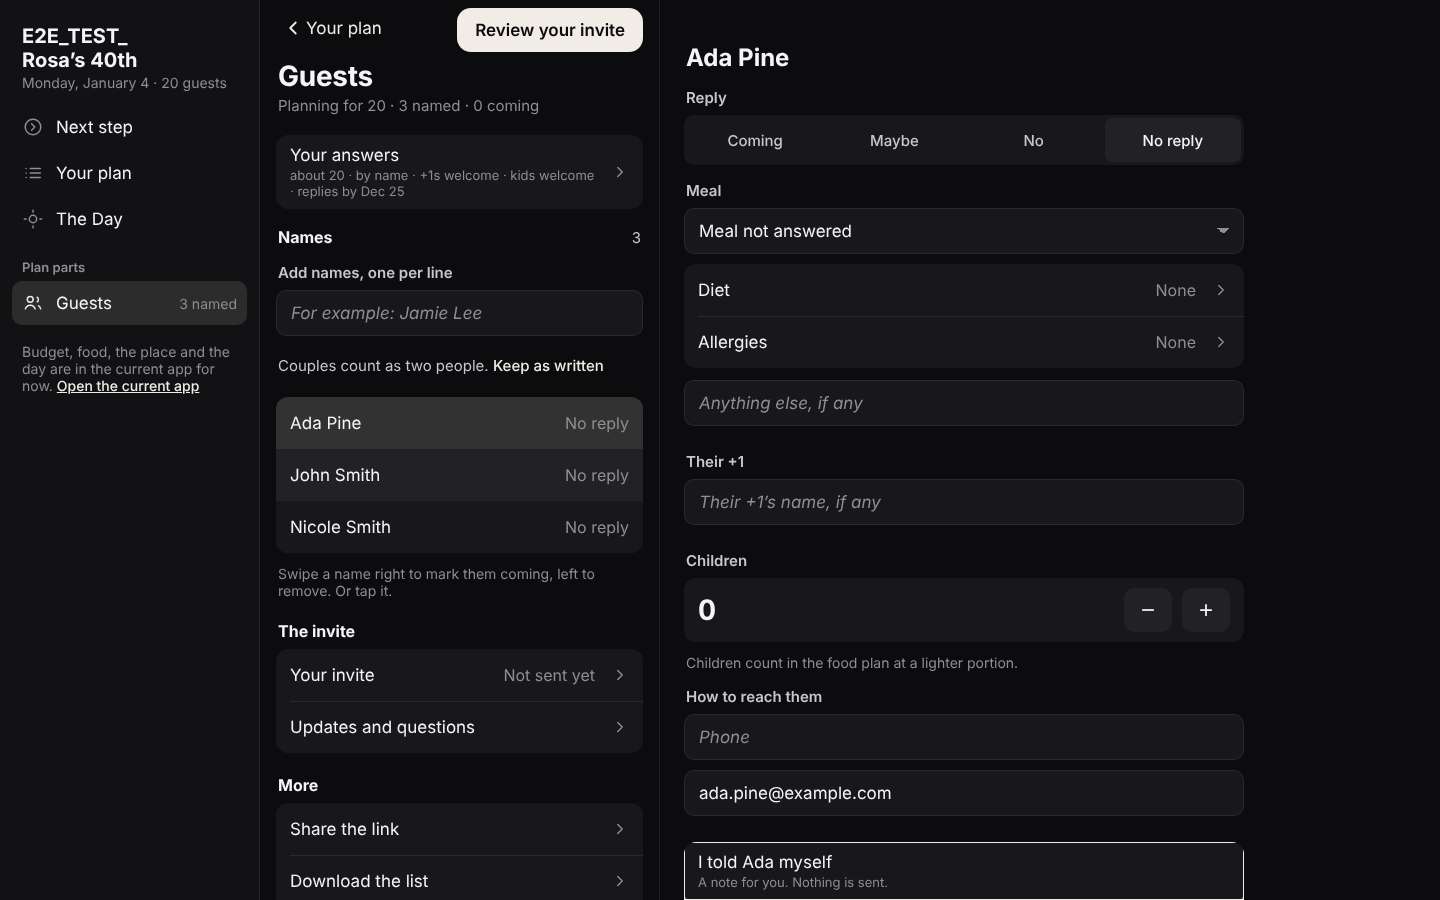 E2E_TEST_
Rosa’s 40th
Monday, January 4 · 20 guests
Next step
Your plan
The Day
Plan parts
Guests 3 named
Budget, food, the place and the
day are in the current app for
now. Open the current app
Your plan
Review your invite
Guests
Planning for 20 · 3 named · 0 coming
Your answers
about 20 · by name · +1s welcome · kids welcome
· replies by Dec 25
Names 3
Add names, one per line
For example: Jamie Lee
Couples count as two people. Keep as written
Ada Pine No reply
John Smith No reply
Nicole Smith No reply
Swipe a name right to mark them coming, left to
remove. Or tap it.
The invite
Your invite Not sent yet
Updates and questions
More
Share the link
Download the list
Ada Pine
Reply
Coming Maybe No No reply
Meal
Meal not answered
Diet None
Allergies None
Anything else, if any
Their +1
Their +1’s name, if any
Children
0 − +
Children count in the food plan at a lighter portion.
How to reach them
Phone
ada.pine@example.com
I told Ada myself
A note for you. Nothing is sent.